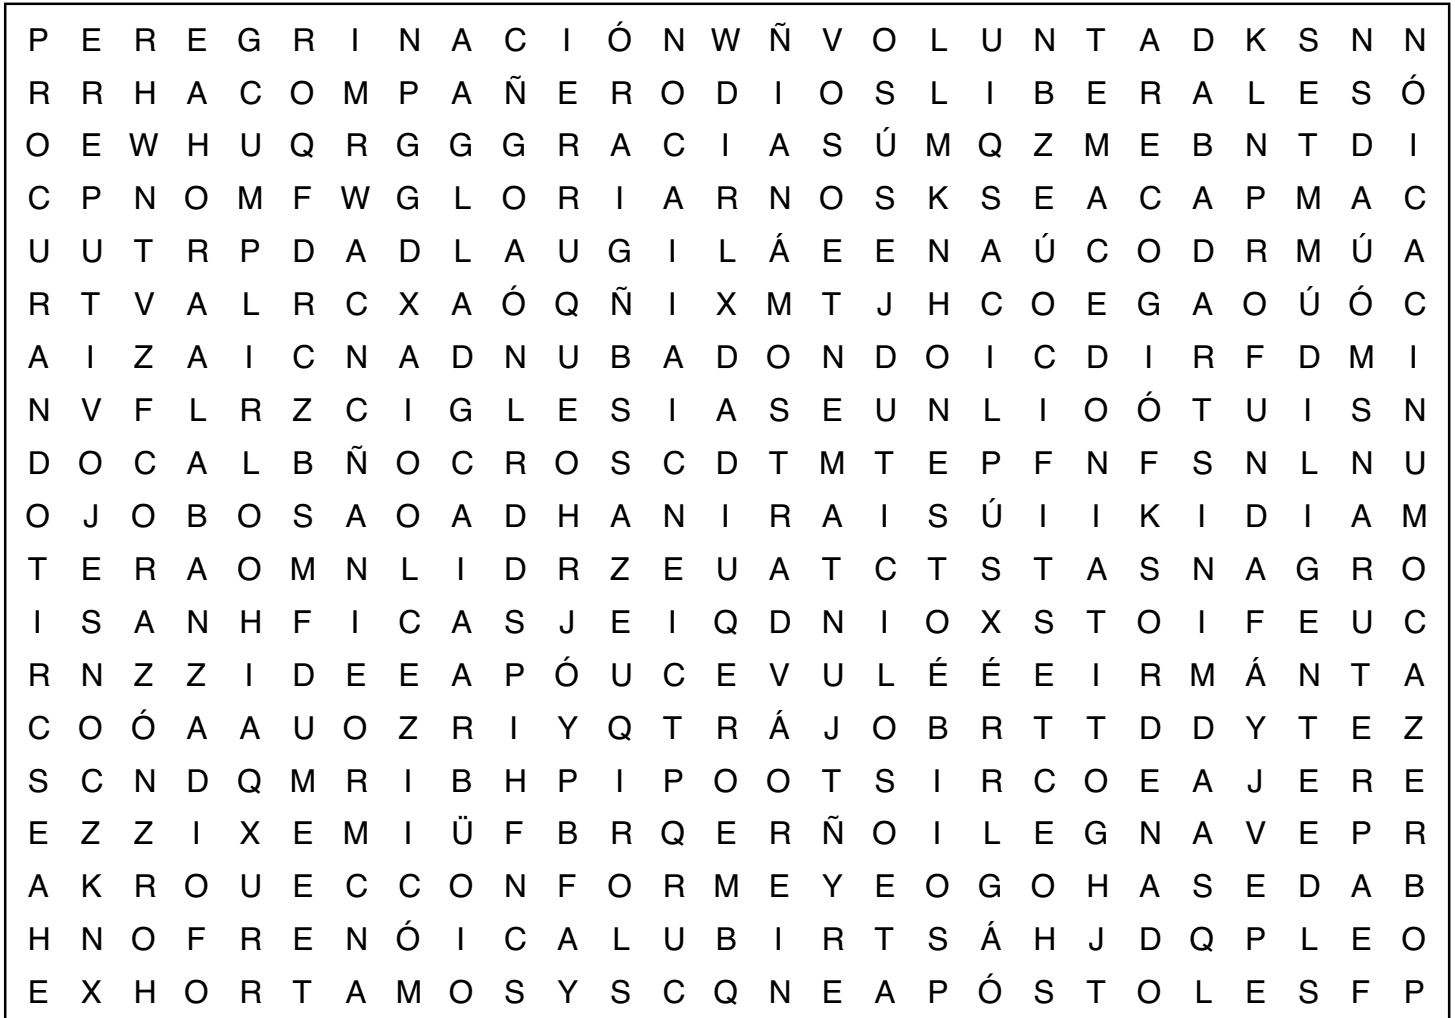 P E R E G R I N A C I Ó N W Ñ V O L U N T A D K S N N
R R H A C O M P A Ñ E R O D I O S L I B E R A L E S Ó
O E W H U Q R G G G R A C I A S Ú M Q Z M E B N T D I
C P N O M F W G L O R I A R N O S K S E A C A P M A C
U U T R P D A D L A U G I L Á E E N A Ú C O D R M Ú A
R T V A L R C X A Ó Q Ñ I X M T J H C O E G A O Ú Ó C
A I Z A I C N A D N U B A D O N D O I C D I R F D M I
N V F L R Z C I G L E S I A S E U N L I O Ó T U I S N
D O C A L B Ñ O C R O S C D T M T E P F N F S N L N U
O J O B O S A O A D H A N I R A I S Ú I I K I D I A M
T E R A O M N L I D R Z E U A T C T S T A S N A G R O
I S A N H F I C A S J E I Q D N I O X S T O I F E U C
R N Z Z I D E E A P Ó U C E V U L É É E I R M Á N T A
C O Ó A A U O Z R I Y Q T R Á J O B R T T D D Y T E Z
S C N D Q M R I B H P I P O O T S I R C O E A J E R E
E Z Z I X E M I Ü F B R Q E R Ñ O I L E G N A V E P R
A K R O U E C C O N F O R M E Y E O G O H A S E D A B
H N O F R E N Ó I C A L U B I R T S Á H J D Q P L E O
E X H O R T A M O S Y S C Q N E A P Ó S T O L E S F P